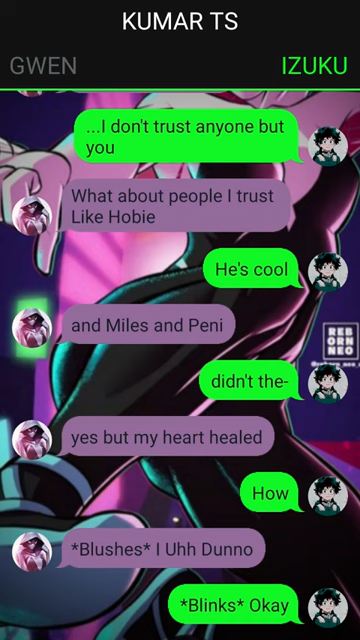 KUMAR TS
GWEN
IZUKU
...I don't trust anyone but
you
What about people I trust
Like Hobie
He's cool
and Miles and Peni
REB
ORN
NEO
didn't the-
yes but my heart healed
How
*Blushes* I Uhh Dunno
*Blinks* Okay